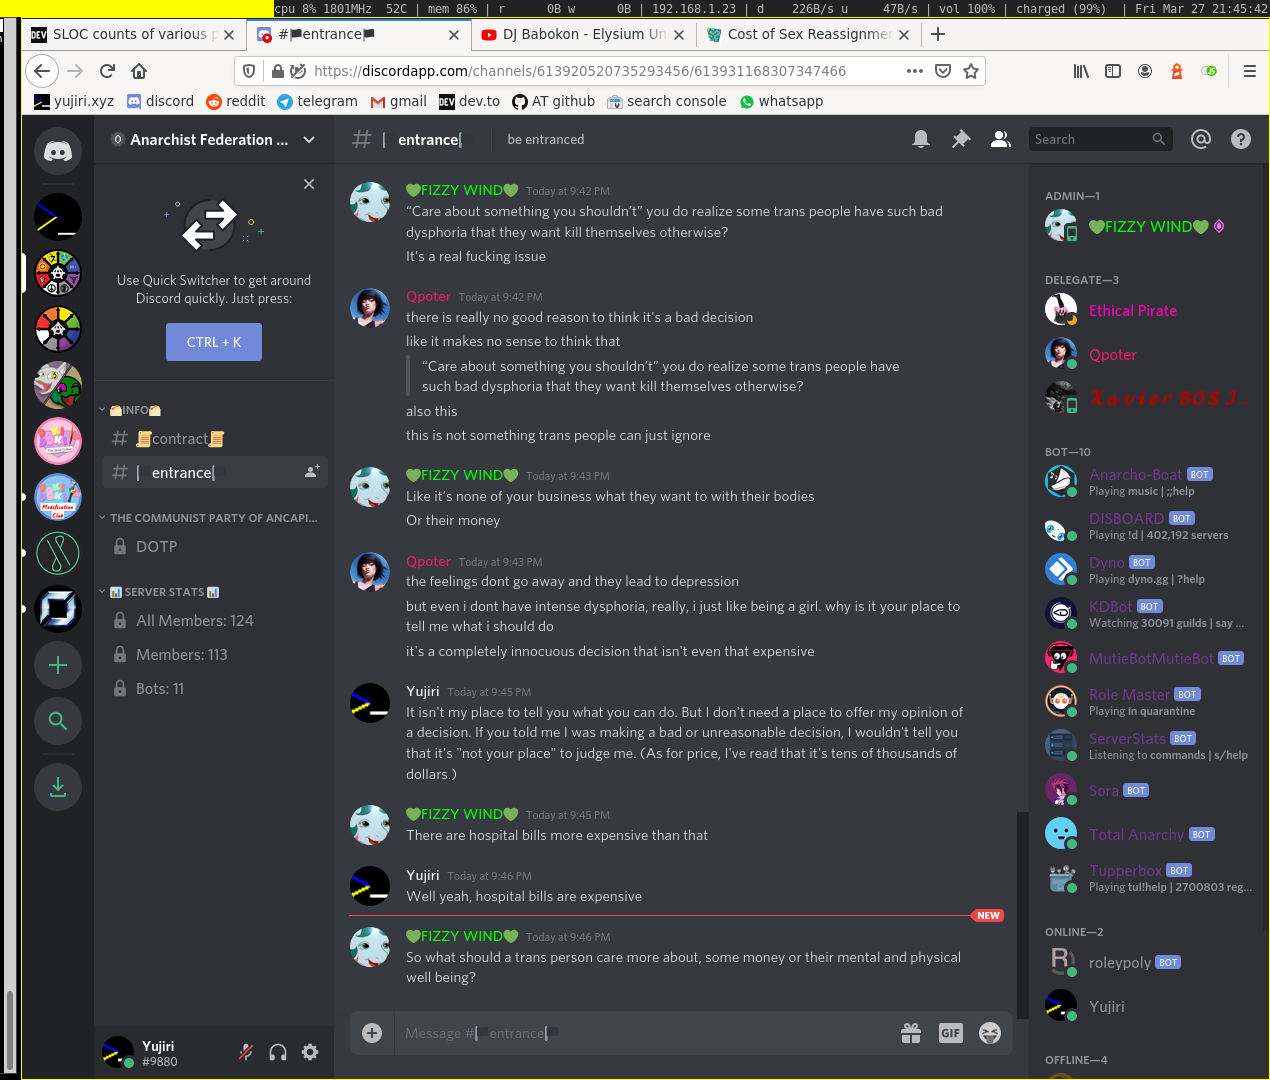 cpu 8% 1801MHz 52C | mem 86% | r 0B w 0B | 192.168.1.23 | d 226B/s u 47B/s | vol 100% | charged (99%) | Fri Mar 27 21:45:42
DEV SLOC counts of various p
#entrance
DJ Babokon - Elysium Un
Cost of Sex Reassignmen
https://discordapp.com/channels/613920520735293456/613931168307347466
yujiri.xyz discord reddit telegram gmail DEV dev.to AT github search console whatsapp
Anarchist Federation ...
# entrance be entranced
Search
Use Quick Switcher to get around
Discord quickly. Just press:
CTRL + K
INFO
# contract
# entrance
THE COMMUNIST PARTY OF ANCAPI...
DOTP
SERVER STATS
All Members: 124
Members: 113
Bots: 11
Yujiri
#9880
FIZZY WIND Today at 9:42 PM
“Care about something you shouldn’t” you do realize some trans people have such bad
dysphoria that they want kill themselves otherwise?
It’s a real fucking issue
Qpoter Today at 9:42 PM
there is really no good reason to think it's a bad decision
like it makes no sense to think that
“Care about something you shouldn’t” you do realize some trans people have
such bad dysphoria that they want kill themselves otherwise?
also this
this is not something trans people can just ignore
FIZZY WIND Today at 9:43 PM
Like it’s none of your business what they want to with their bodies
Or their money
Qpoter Today at 9:43 PM
the feelings dont go away and they lead to depression
but even i dont have intense dysphoria, really, i just like being a girl. why is it your place to
tell me what i should do
it's a completely innocuous decision that isn't even that expensive
Yujiri Today at 9:45 PM
It isn't my place to tell you what you can do. But I don't need a place to offer my opinion of
a decision. If you told me I was making a bad or unreasonable decision, I wouldn't tell you
that it's "not your place" to judge me. (As for price, I've read that it's tens of thousands of
dollars.)
FIZZY WIND Today at 9:45 PM
There are hospital bills more expensive than that
Yujiri Today at 9:46 PM
Well yeah, hospital bills are expensive
NEW
FIZZY WIND Today at 9:46 PM
So what should a trans person care more about, some money or their mental and physical
well being?
Message #entrance
GIF
ADMIN—1
FIZZY WIND
DELEGATE—3
Ethical Pirate
Qpoter
Xavier BOS J...
BOT—10
Anarcho-Boat BOT
Playing music | ;;help
DISBOARD BOT
Playing !d | 402,192 servers
Dyno BOT
Playing dyno.gg | ?help
KDBot BOT
Watching 30091 guilds | say ...
MutieBotMutieBot BOT
Role Master BOT
Playing in quarantine
ServerStats BOT
Listening to commands | s/help
Sora BOT
Total Anarchy BOT
Tupperbox BOT
Playing tul!help | 2700803 reg...
ONLINE—2
roleypoly BOT
Yujiri
OFFLINE—4